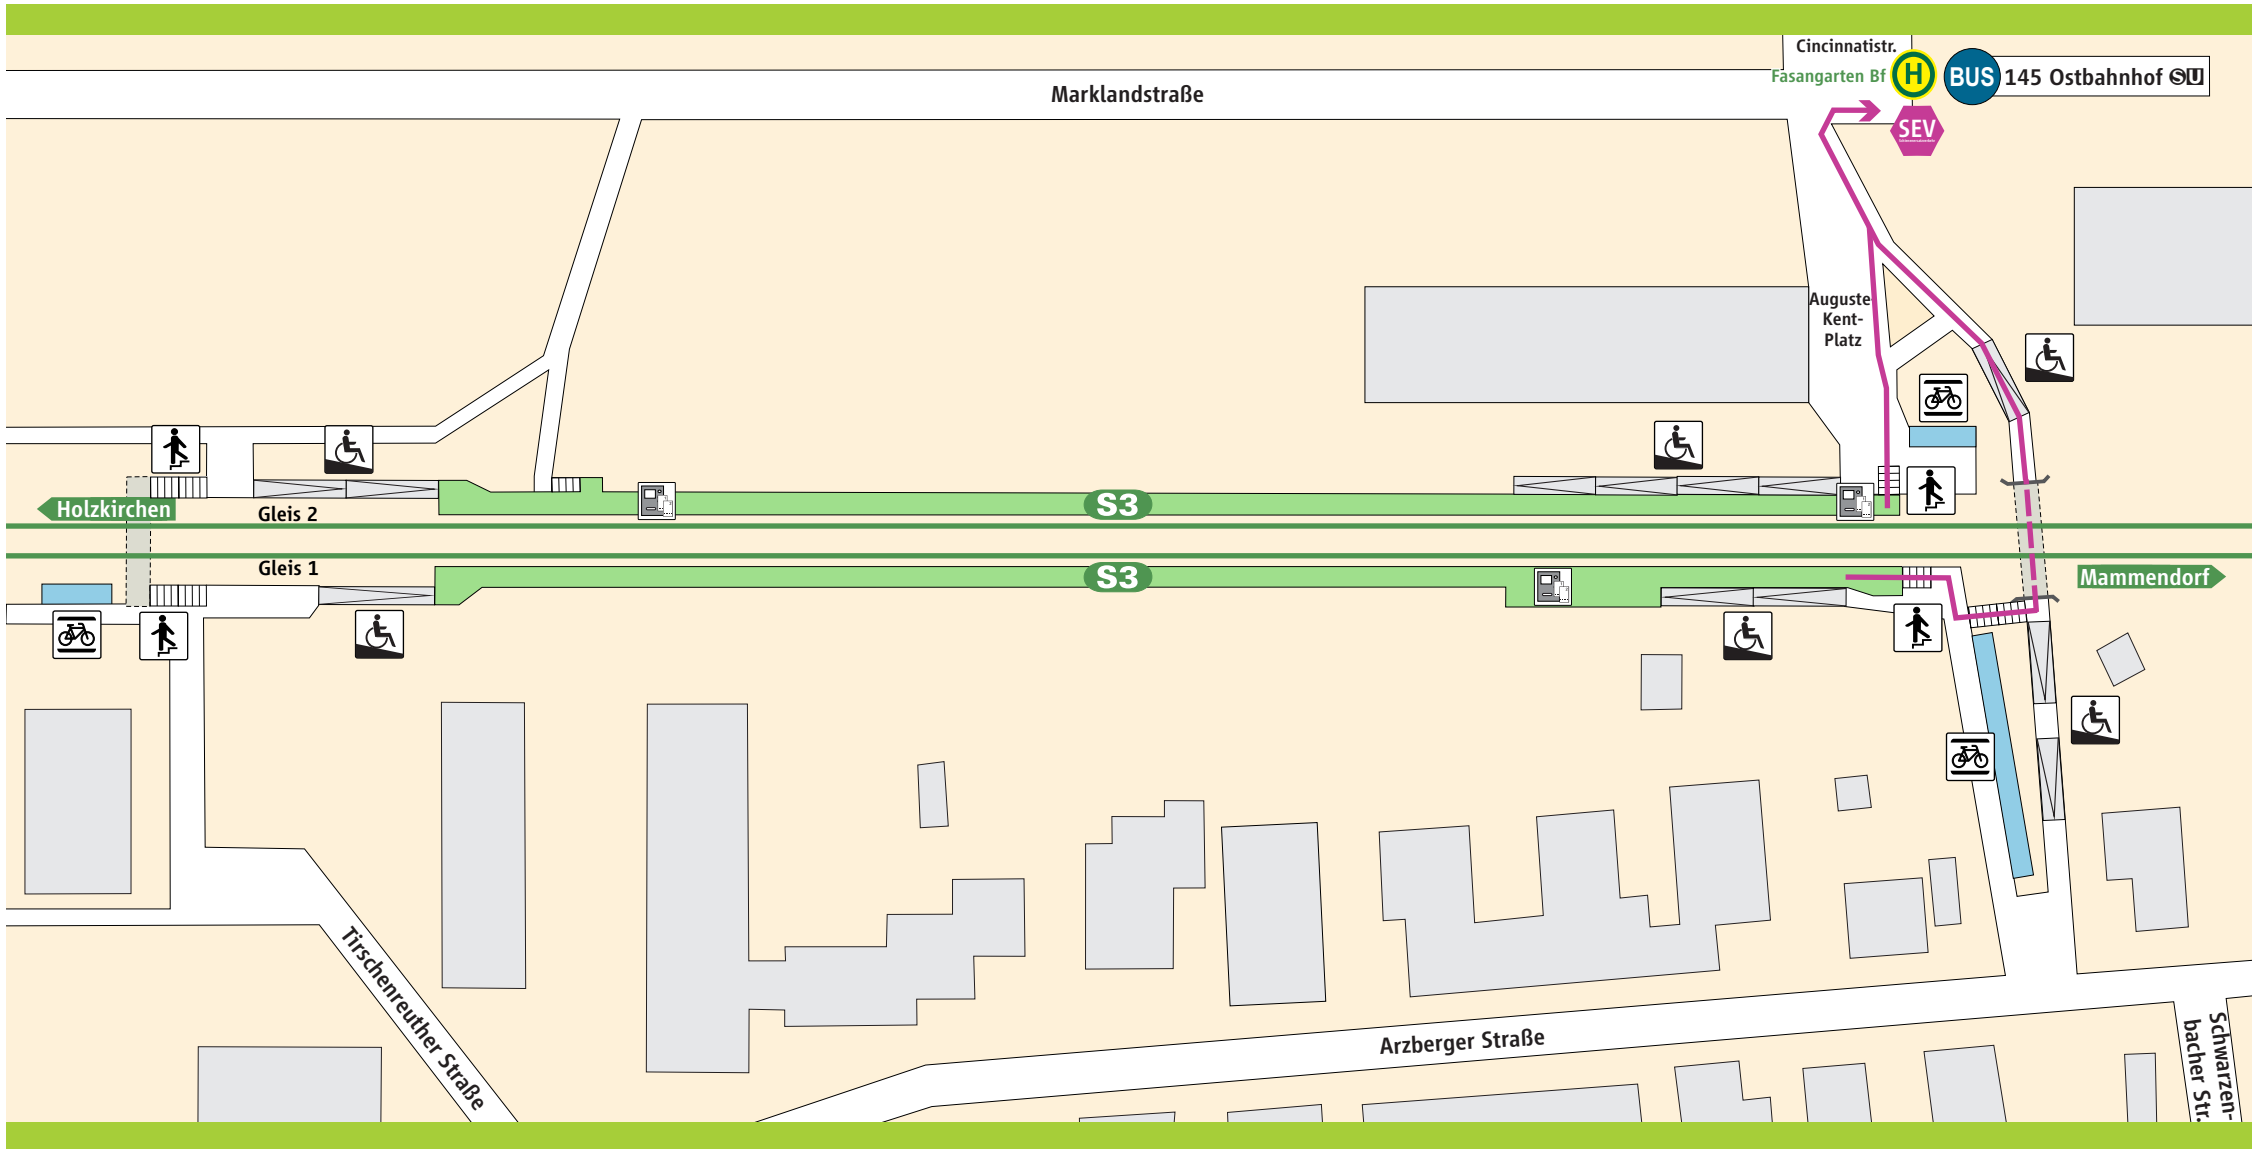 Cincinnatistr.
Fasangarten Bf
H
BUS
145 Ostbahnhof S U
Marklandstraße
SEV
Auguste-
Kent-
Platz
Holzkirchen
Gleis 2
S3
Gleis 1
S3
Mammendorf
Tirschenreuther Straße
Arzberger Straße
Schwarzen-
bacher Str.